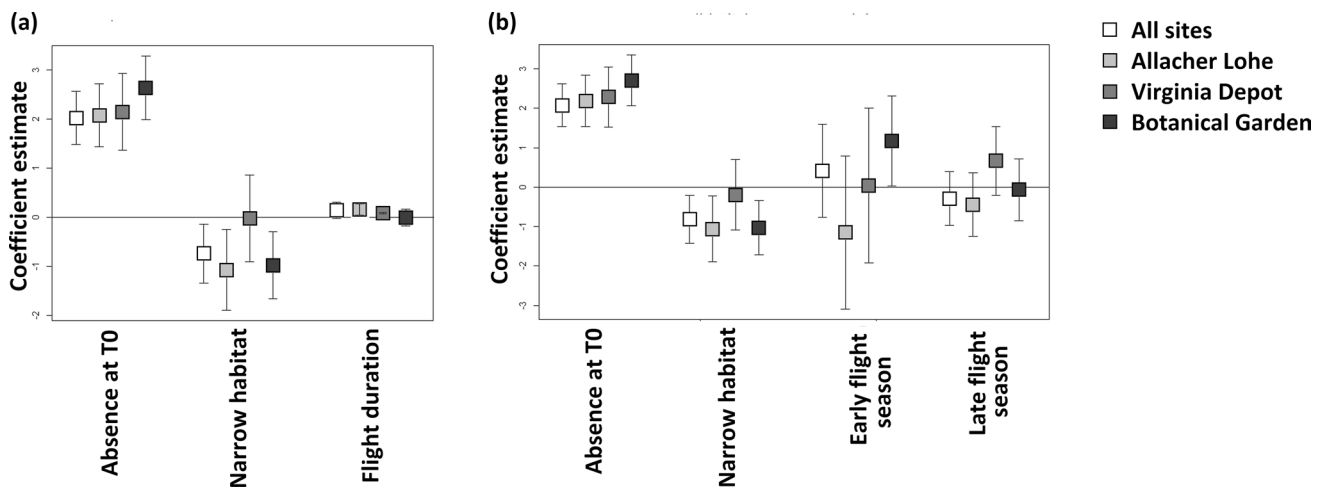 (a)
Coefficient estimate
3
2
1
0
-1
-2
Absence at T0
Narrow habitat
Flight duration
(b)
Coefficient estimate
3
2
1
0
-1
-2
-3
Absence at T0
Narrow habitat
Early flight
season
Late flight
season
All sites
Allacher Lohe
Virginia Depot
Botanical Garden